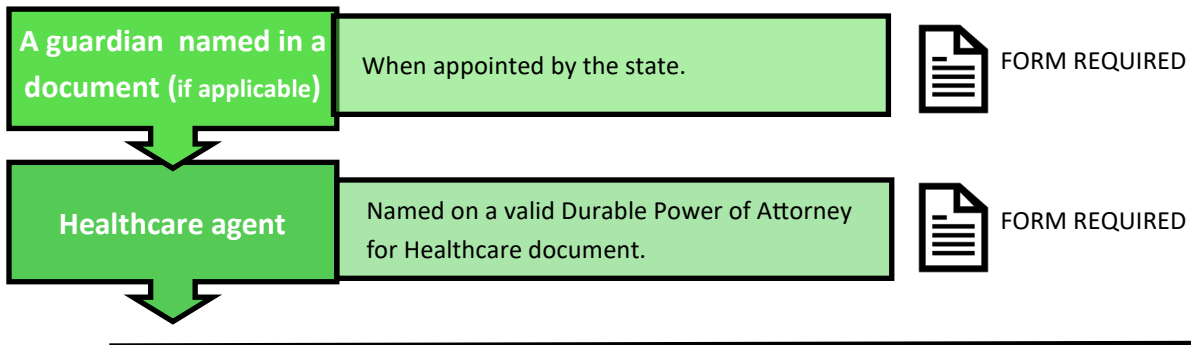 A guardian  named in a
document (if applicable)
When appointed by the state.
FORM REQUIRED
Healthcare agent
Named on a valid Durable Power of Attorney
for Healthcare document.
FORM REQUIRED